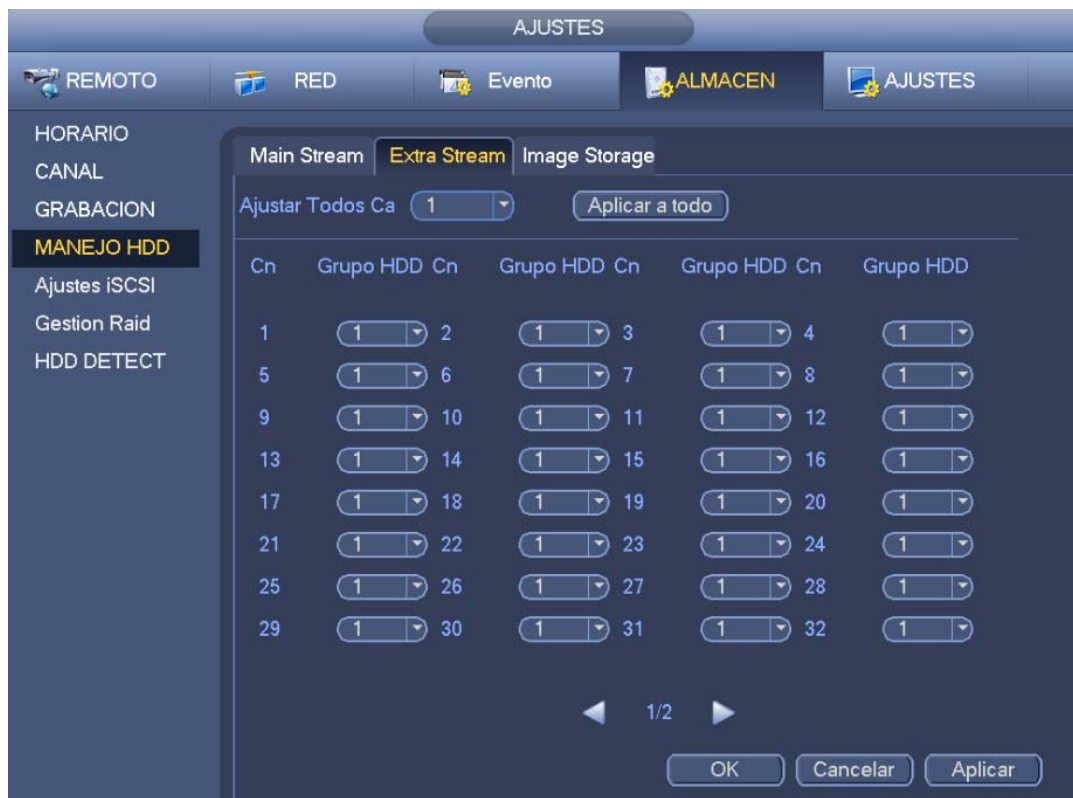 AJUSTES
REMOTO RED Evento ALMACEN AJUSTES
HORARIO
CANAL
GRABACION
MANEJO HDD
Ajustes iSCSI
Gestion Raid
HDD DETECT
Main Stream Extra Stream Image Storage
Ajustar Todos Ca 1 Aplicar a todo
Cn Grupo HDD Cn Grupo HDD Cn Grupo HDD Cn Grupo HDD
1 1 2 1 3 1 4 1
5 1 6 1 7 1 8 1
9 1 10 1 11 1 12 1
13 1 14 1 15 1 16 1
17 1 18 1 19 1 20 1
21 1 22 1 23 1 24 1
25 1 26 1 27 1 28 1
29 1 30 1 31 1 32 1
1/2
OK Cancelar Aplicar